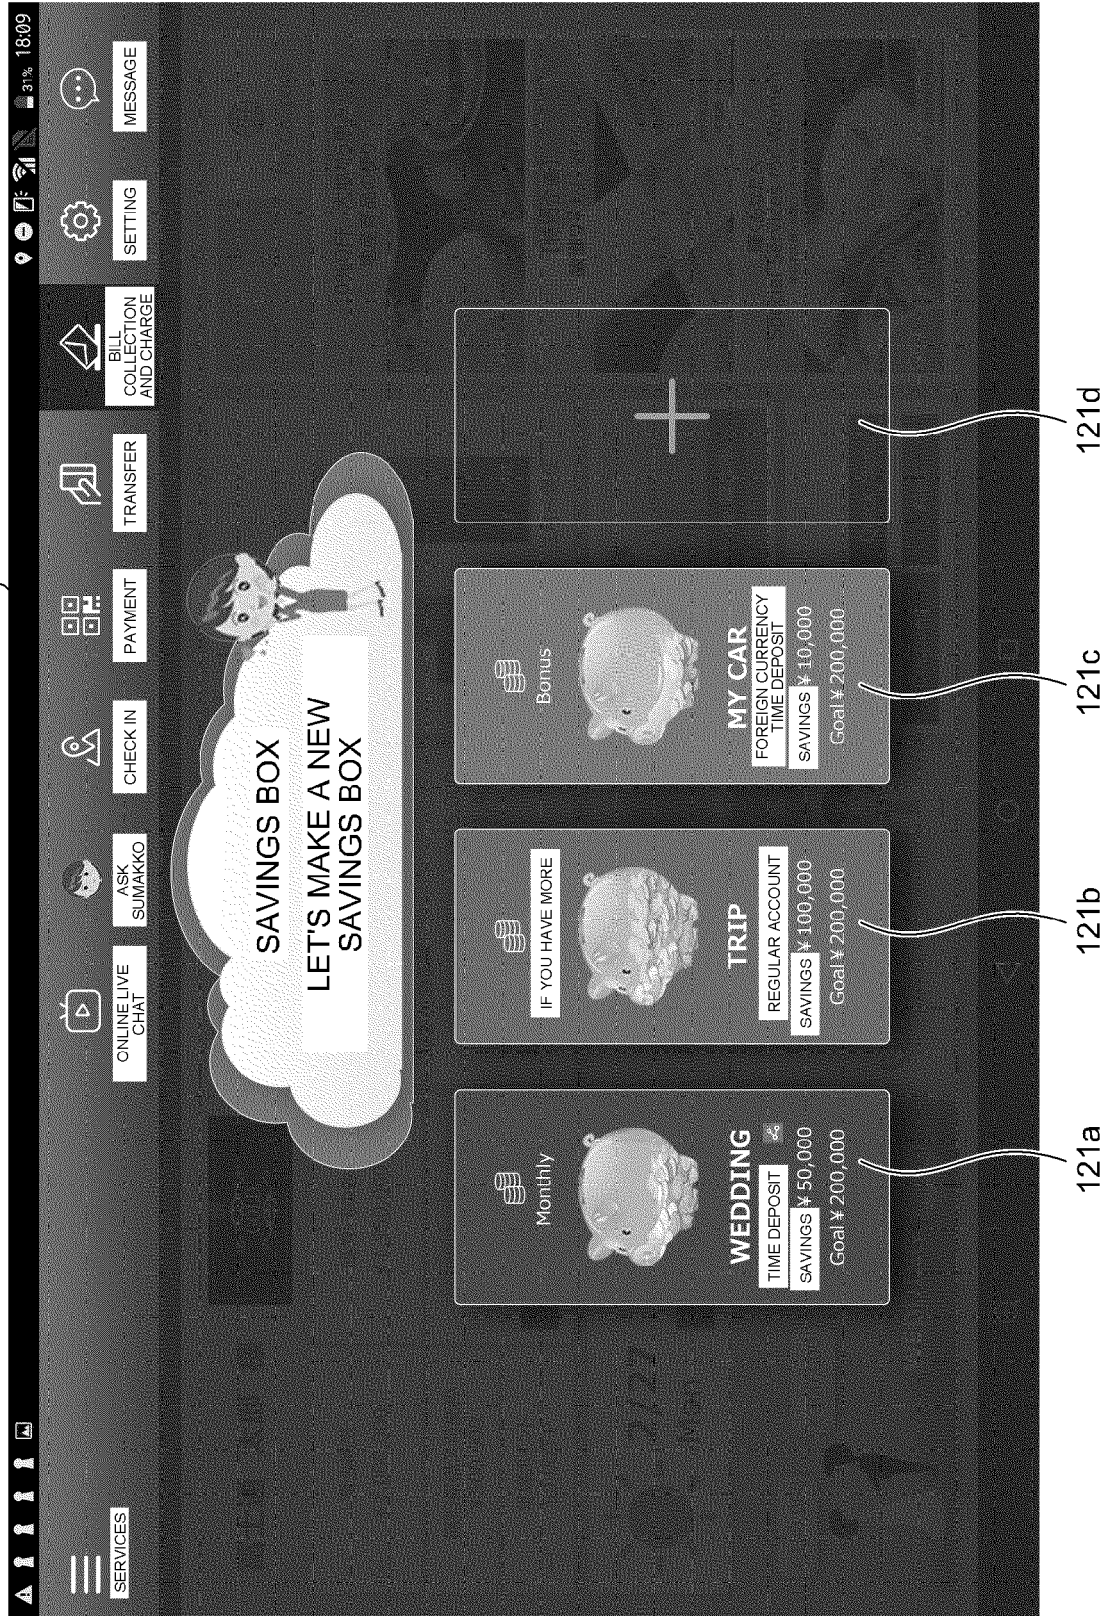 31% 18:09
SERVICES
ONLINE LIVE
CHAT
ASK
SUMAKKO
CHECK IN
PAYMENT
TRANSFER
BILL
COLLECTION
AND CHARGE
SETTING
MESSAGE
SAVINGS BOX
LET'S MAKE A NEW
SAVINGS BOX
Monthly
WEDDING
TIME DEPOSIT
SAVINGS ¥ 50,000
Goal ¥ 200,000
IF YOU HAVE MORE
TRIP
REGULAR ACCOUNT
SAVINGS ¥ 100,000
Goal ¥ 200,000
Bonus
MY CAR
FOREIGN CURRENCY
TIME DEPOSIT
SAVINGS ¥ 10,000
Goal ¥ 200,000
121a
121b
121c
121d